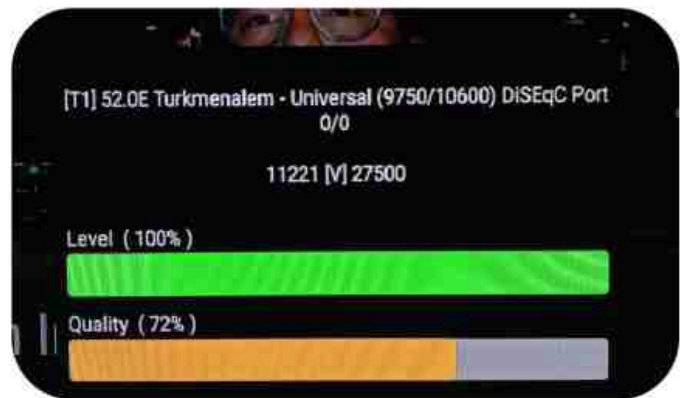 [T1] 52.0E Turkmenalem - Universal (9750/10600) DiSEqC Port
0/0
11221 [V] 27500
Level ( 100% )
Quality ( 72% )